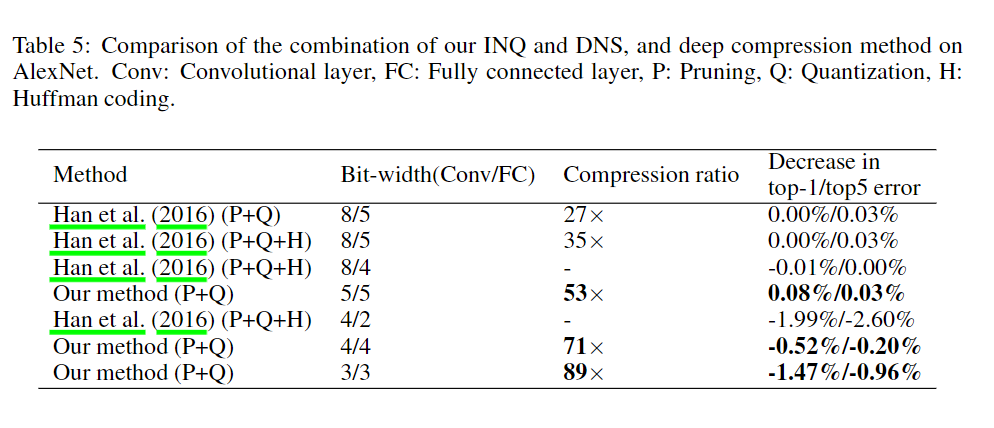 Table 5: Comparison of the combination of our INQ and DNS, and deep compression method on
AlexNet. Conv: Convolutional layer, FC: Fully connected layer, P: Pruning, Q: Quantization, H:
Huffman coding.
Method Bit-width(Conv/FC) Compression ratio Decrease in top-1/top5 error
Han et al. (2016) (P+Q) 8/5 27× 0.00%/0.03%
Han et al. (2016) (P+Q+H) 8/5 35× 0.00%/0.03%
Han et al. (2016) (P+Q+H) 8/4 - -0.01%/0.00%
Our method (P+Q) 5/5 53× 0.08%/0.03%
Han et al. (2016) (P+Q+H) 4/2 - -1.99%/-2.60%
Our method (P+Q) 4/4 71× -0.52%/-0.20%
Our method (P+Q) 3/3 89× -1.47%/-0.96%